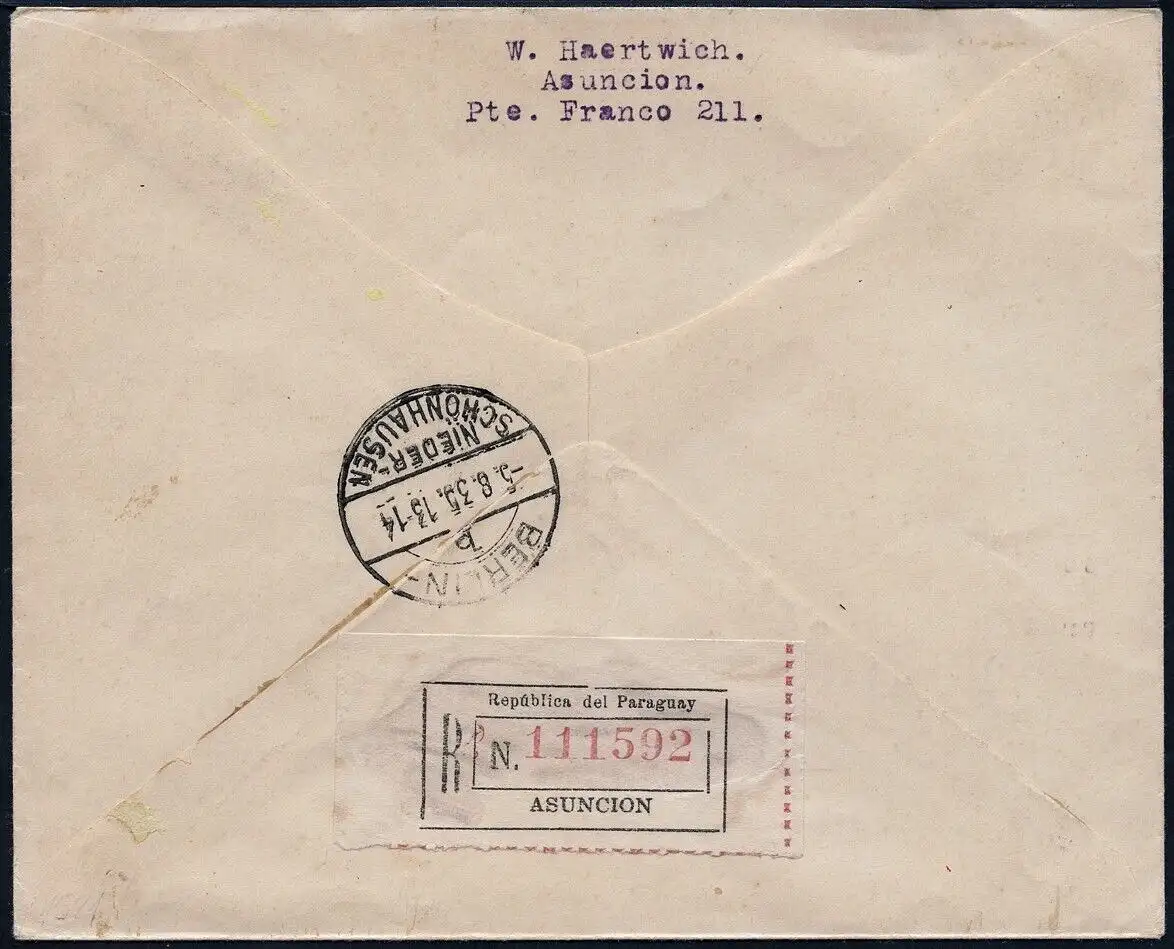 W. Haertwich.
Asuncion.
Pte. Franco 211.
BERLIN-
NIEDER-
SCHÖNHAUSEN
-5.8.35.13-14
b
República del Paraguay
R N. 111592
ASUNCION